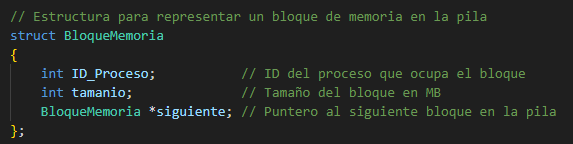 // Estructura para representar un bloque de memoria en la pila
struct BloqueMemoria
{
    int ID_Proceso;            // ID del proceso que ocupa el bloque
    int tamanio;               // Tamaño del bloque en MB
    BloqueMemoria *siguiente; // Puntero al siguiente bloque en la pila
};